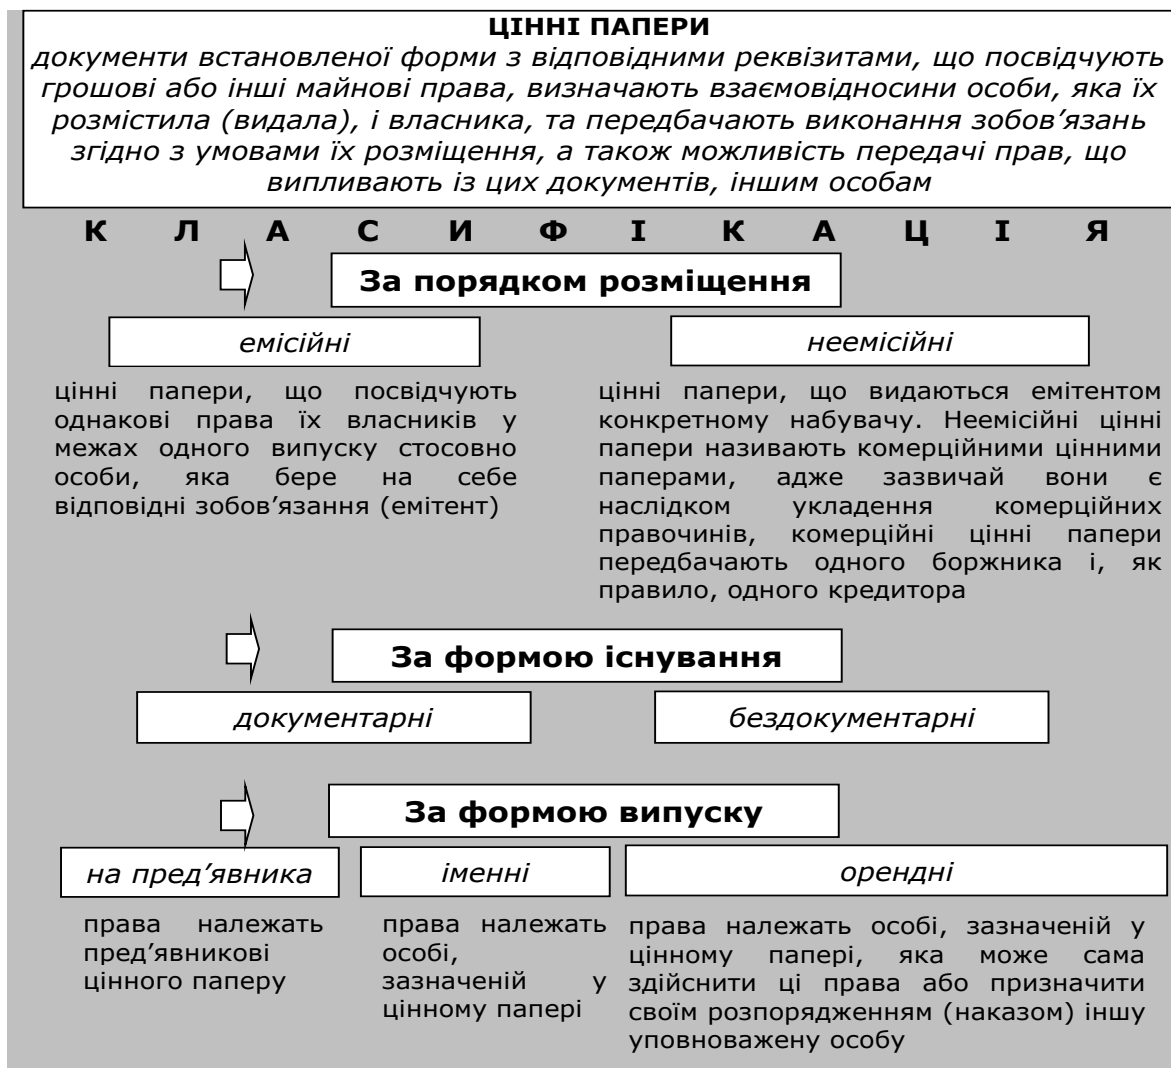 ЦІННІ ПАПЕРИ
документи встановленої форми з відповідними реквізитами, що посвідчують
грошові або інші майнові права, визначають взаємовідносини особи, яка їх
розмістила (видала), і власника, та передбачають виконання зобов’язань
згідно з умовами їх розміщення, а також можливість передачі прав, що
випливають із цих документів, іншим особам
К Л А С И Ф І К А Ц І Я
За порядком розміщення
емісійні
неемісійні
цінні папери, що посвідчують
однакові права їх власників у
межах одного випуску стосовно
особи, яка бере на себе
відповідні зобов’язання (емітент)
цінні папери, що видаються емітентом
конкретному набувачу. Неемісійні цінні
папери називають комерційними цінними
паперами, адже зазвичай вони є
наслідком укладення комерційних
правочинів, комерційні цінні папери
передбачають одного боржника і, як
правило, одного кредитора
За формою існування
документарні
бездокументарні
За формою випуску
на пред’явника
іменні
орендні
права належать
пред’явникові
цінного паперу
права належать
особі,
зазначеній у
цінному папері
права належать особі, зазначеній у
цінному папері, яка може сама
здійснити ці права або призначити
своїм розпорядженням (наказом) іншу
уповноважену особу